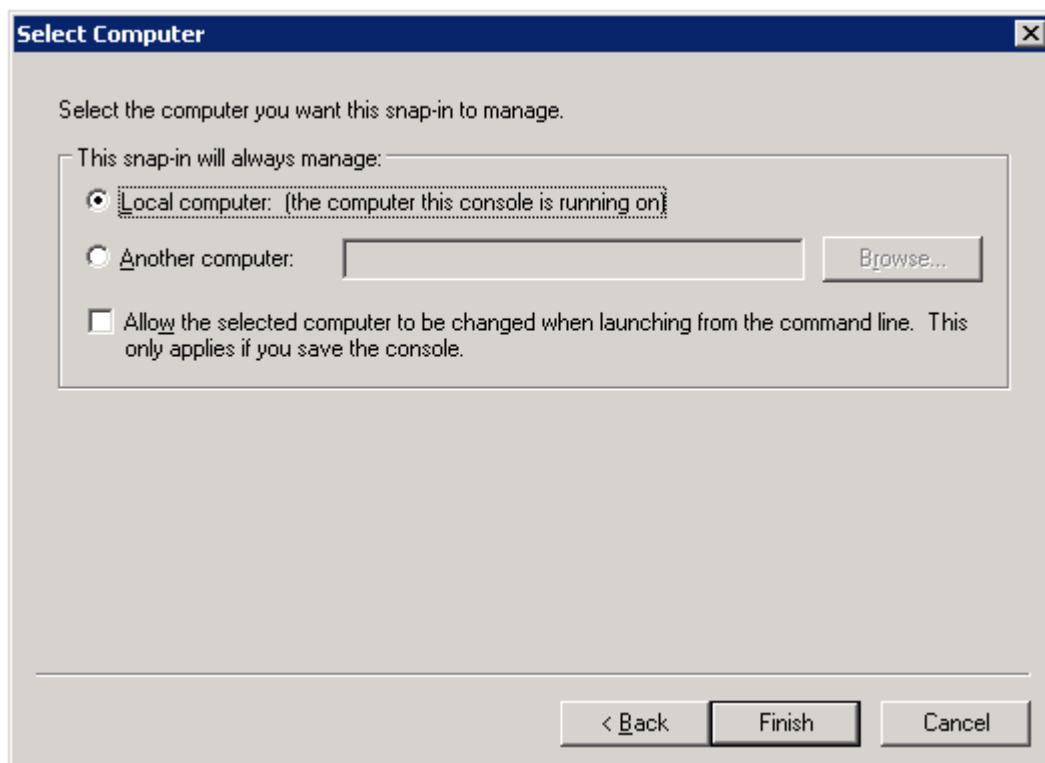 Select Computer
Select the computer you want this snap-in to manage.
This snap-in will always manage:
Local computer:  (the computer this console is running on)
Another computer:
Browse...
Allow the selected computer to be changed when launching from the command line.  This
only applies if you save the console.
< Back
Finish
Cancel